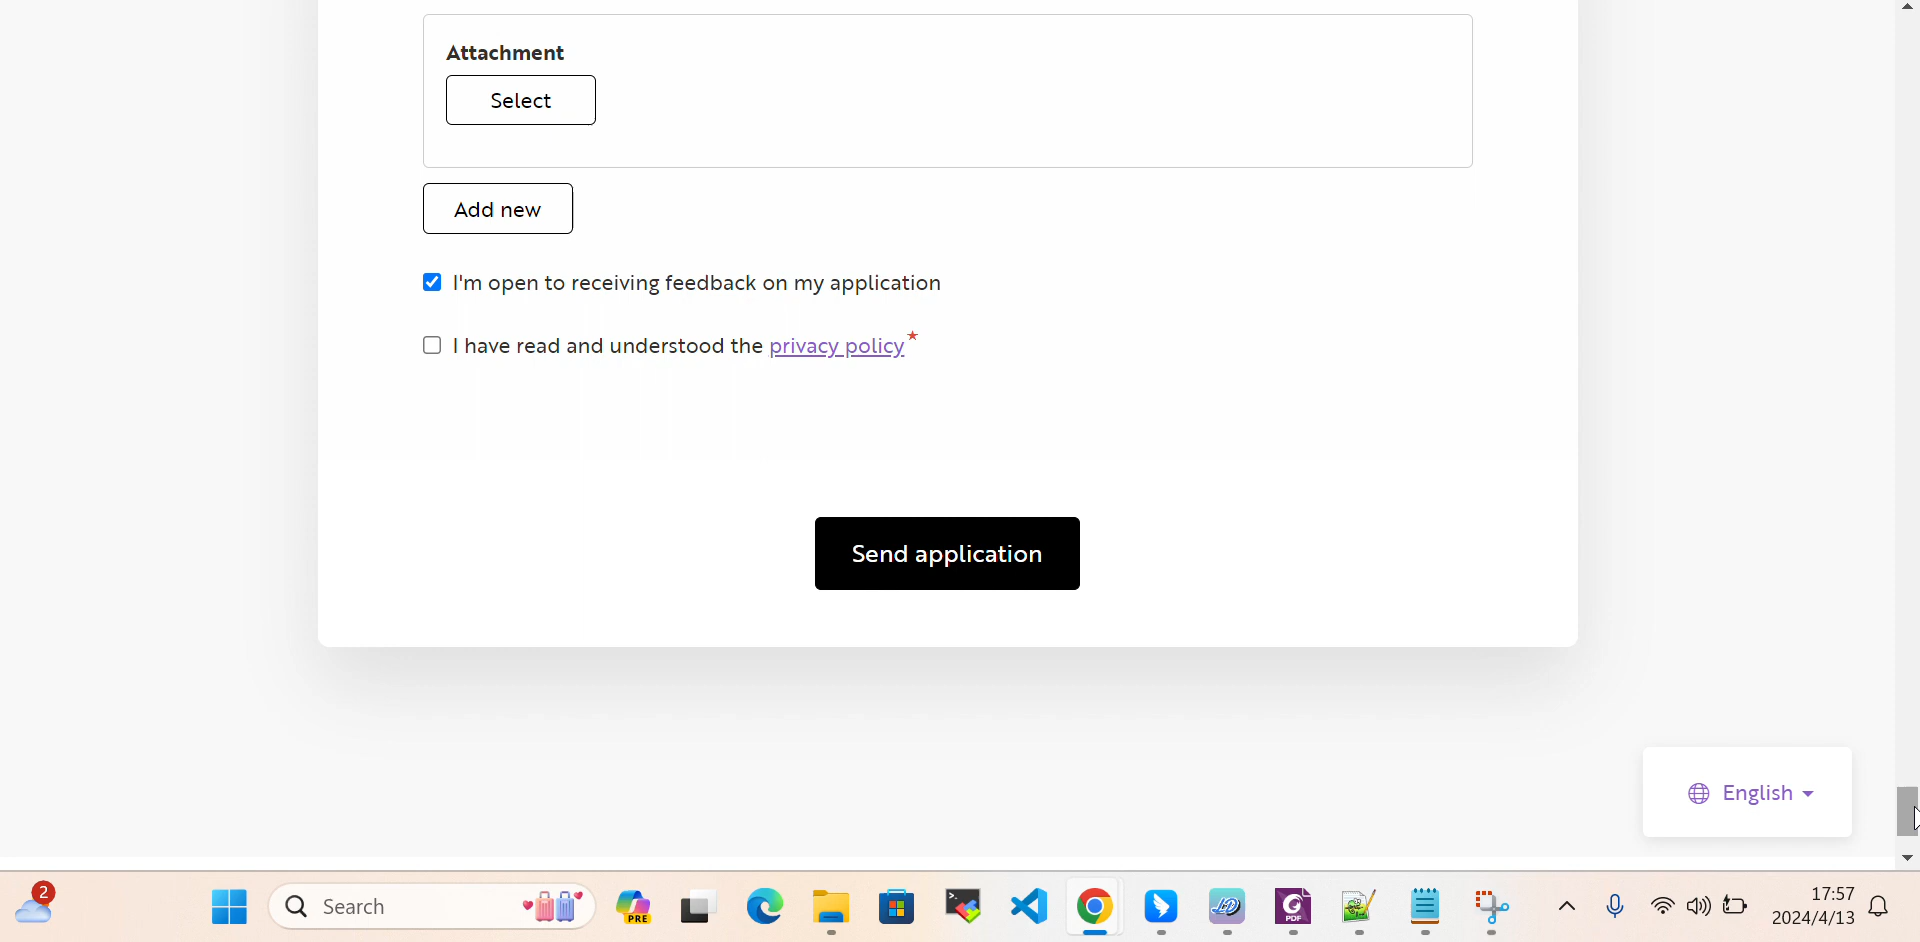 Attachment
Select
Add new
I'm open to receiving feedback on my application
I have read and understood the privacy policy*
Send application
English
2
Search
PRE
PDF
17:57
2024/4/13